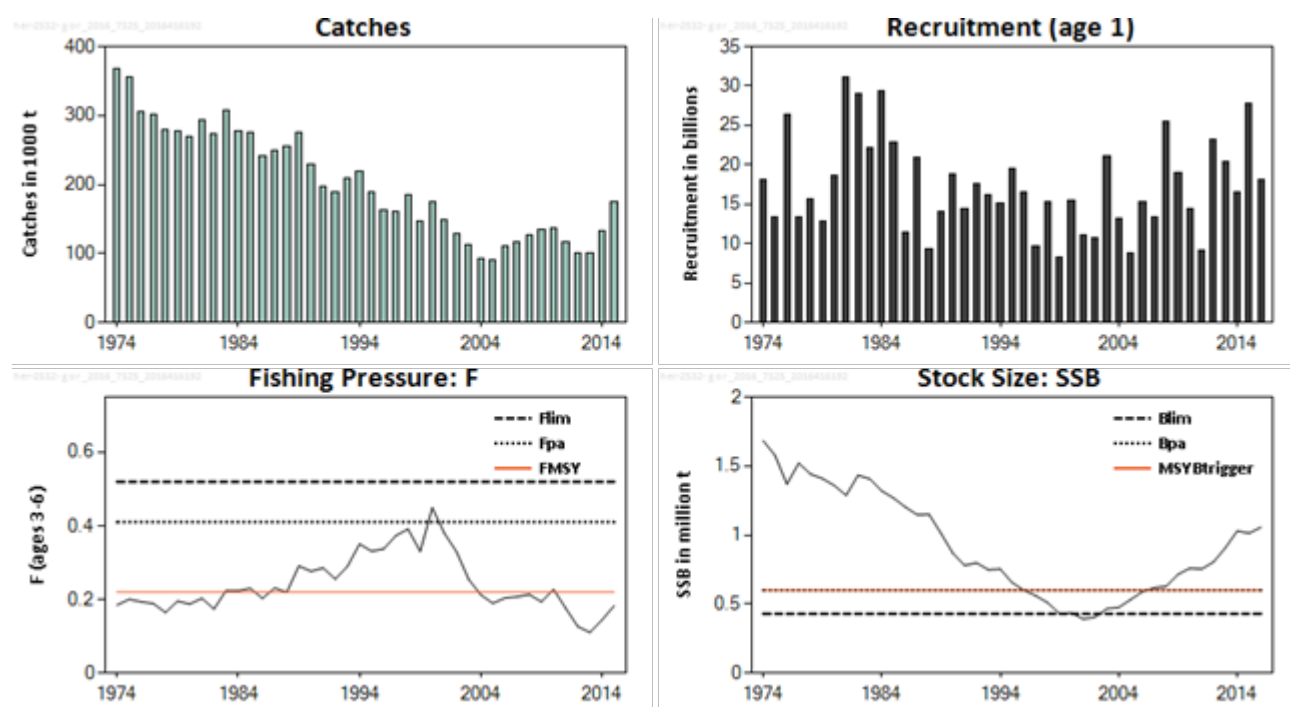 Catches
400
300
200
100
0
Catches in 1000 t
1974 1984 1994 2004 2014
Recruitment (age 1)
35
30
25
20
15
10
5
0
Recruitment in billions
1974 1984 1994 2004 2014
Fishing Pressure: F
Flim
Fpa
FMSY
0.6
0.4
0.2
0
F (ages 3-6)
1974 1984 1994 2004 2014
Stock Size: SSB
Blim
Bpa
MSYBtrigger
2
1.5
1
0.5
0
SSB in million t
1974 1984 1994 2004 2014